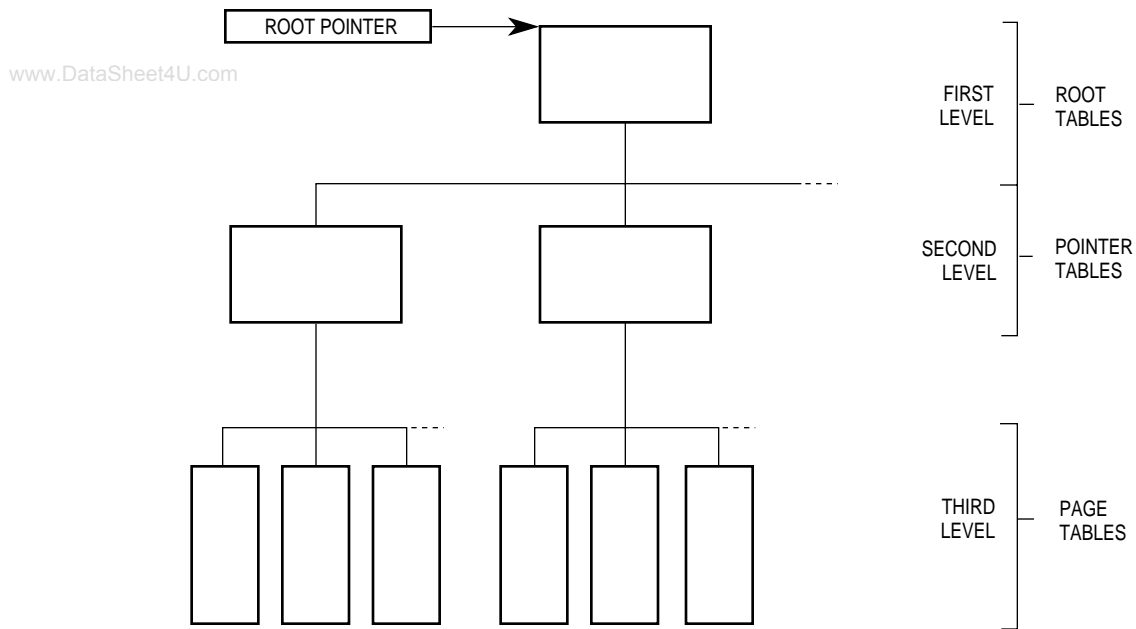 ROOT POINTER
www.DataSheet4U.com
FIRST
LEVEL
ROOT
TABLES
SECOND
LEVEL
POINTER
TABLES
THIRD
LEVEL
PAGE
TABLES